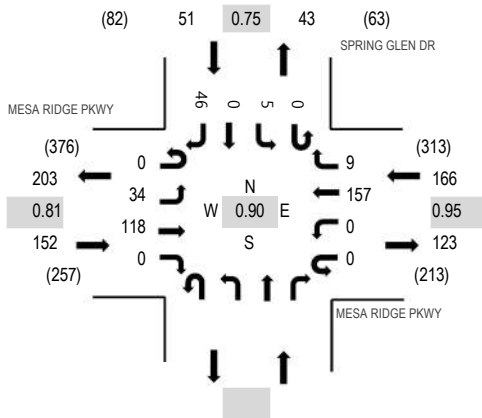 (82) 51 0.75 43 (63)
SPRING GLEN DR
46 0 5 0
MESA RIDGE PKWY
(376) 0 9 (313)
203 34 157 166
N
0.81 W 0.90 E 0.95
118 0
S
152 0 0 123
(257) (213)
MESA RIDGE PKWY